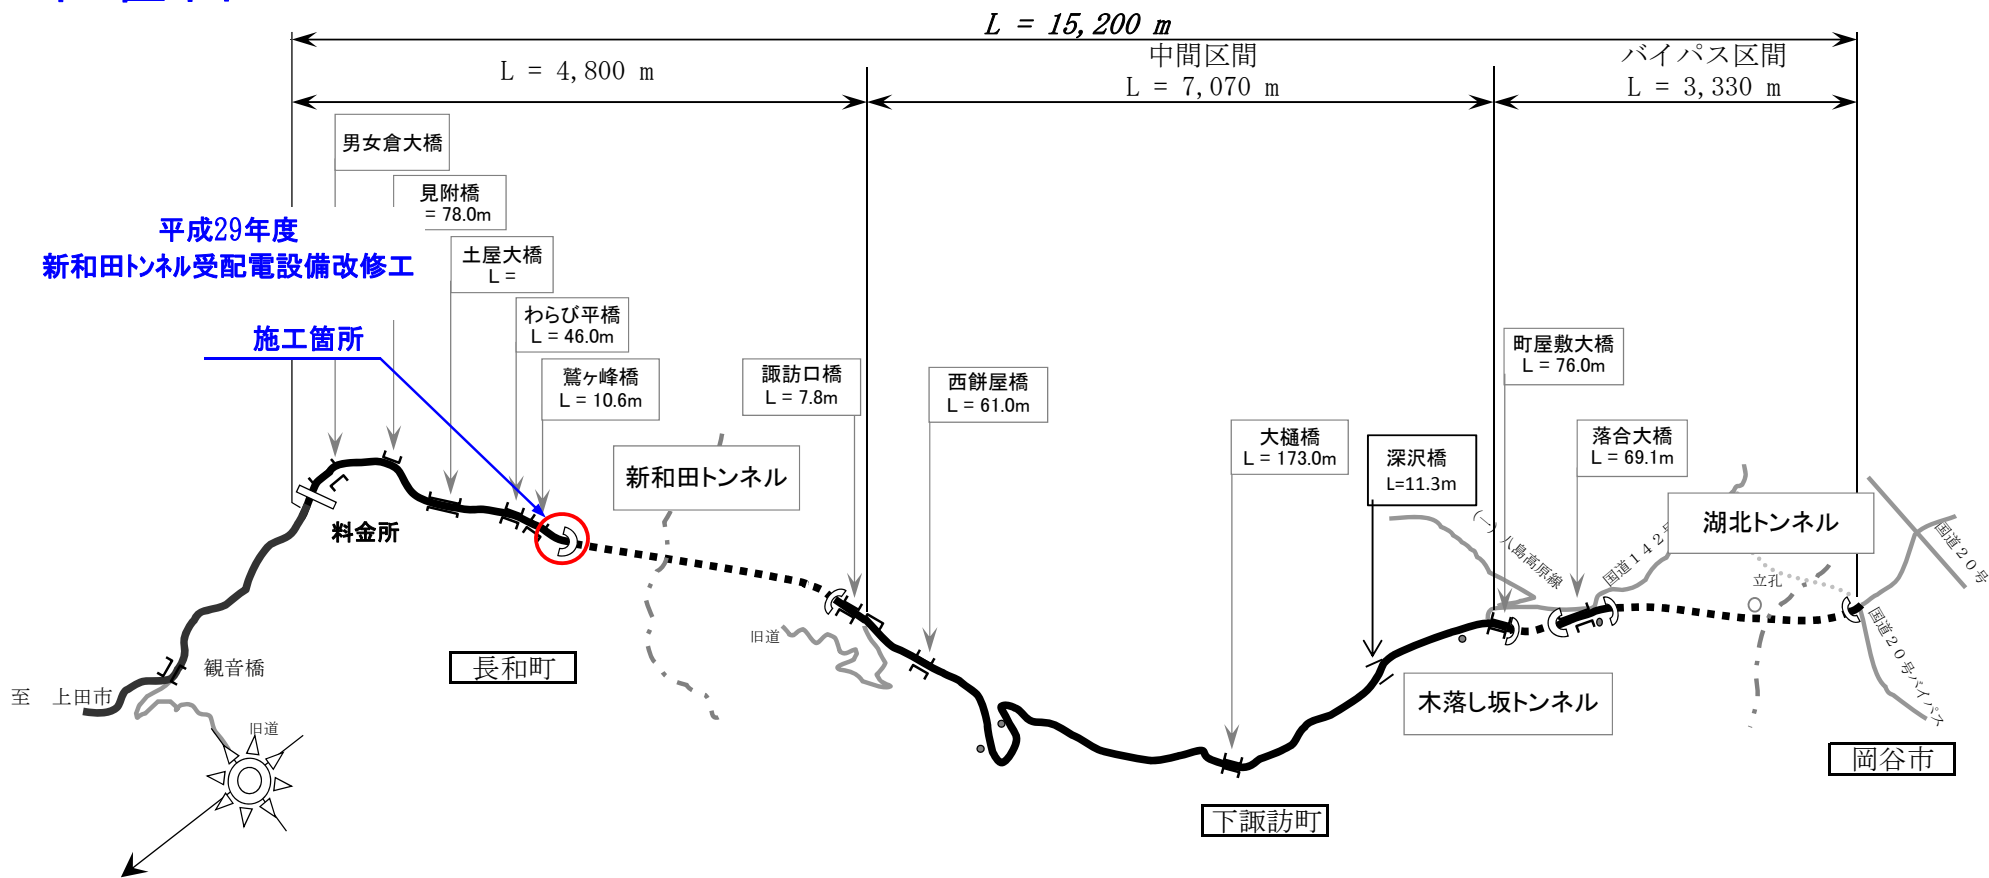 L = 15,200 m
L = 4,800 m
中間区間
L = 7,070 m
バイパス区間
L = 3,330 m
男女倉大橋
見附橋
= 78.0m
平成29年度
新和田トンネル受配電設備改修工
土屋大橋
L =
わらび平橋
L = 46.0m
施工箇所
鷲ヶ峰橋
L = 10.6m
諏訪口橋
L = 7.8m
西餅屋橋
L = 61.0m
町屋敷大橋
L = 76.0m
大樋橋
L = 173.0m
深沢橋
L=11.3m
落合大橋
L = 69.1m
新和田トンネル
湖北トンネル
料金所
(一)八島高原線
国道142号
国道20号
立孔
旧道
国道20号バイパス
観音橋
長和町
至 上田市
木落し坂トンネル
旧道
岡谷市
下諏訪町